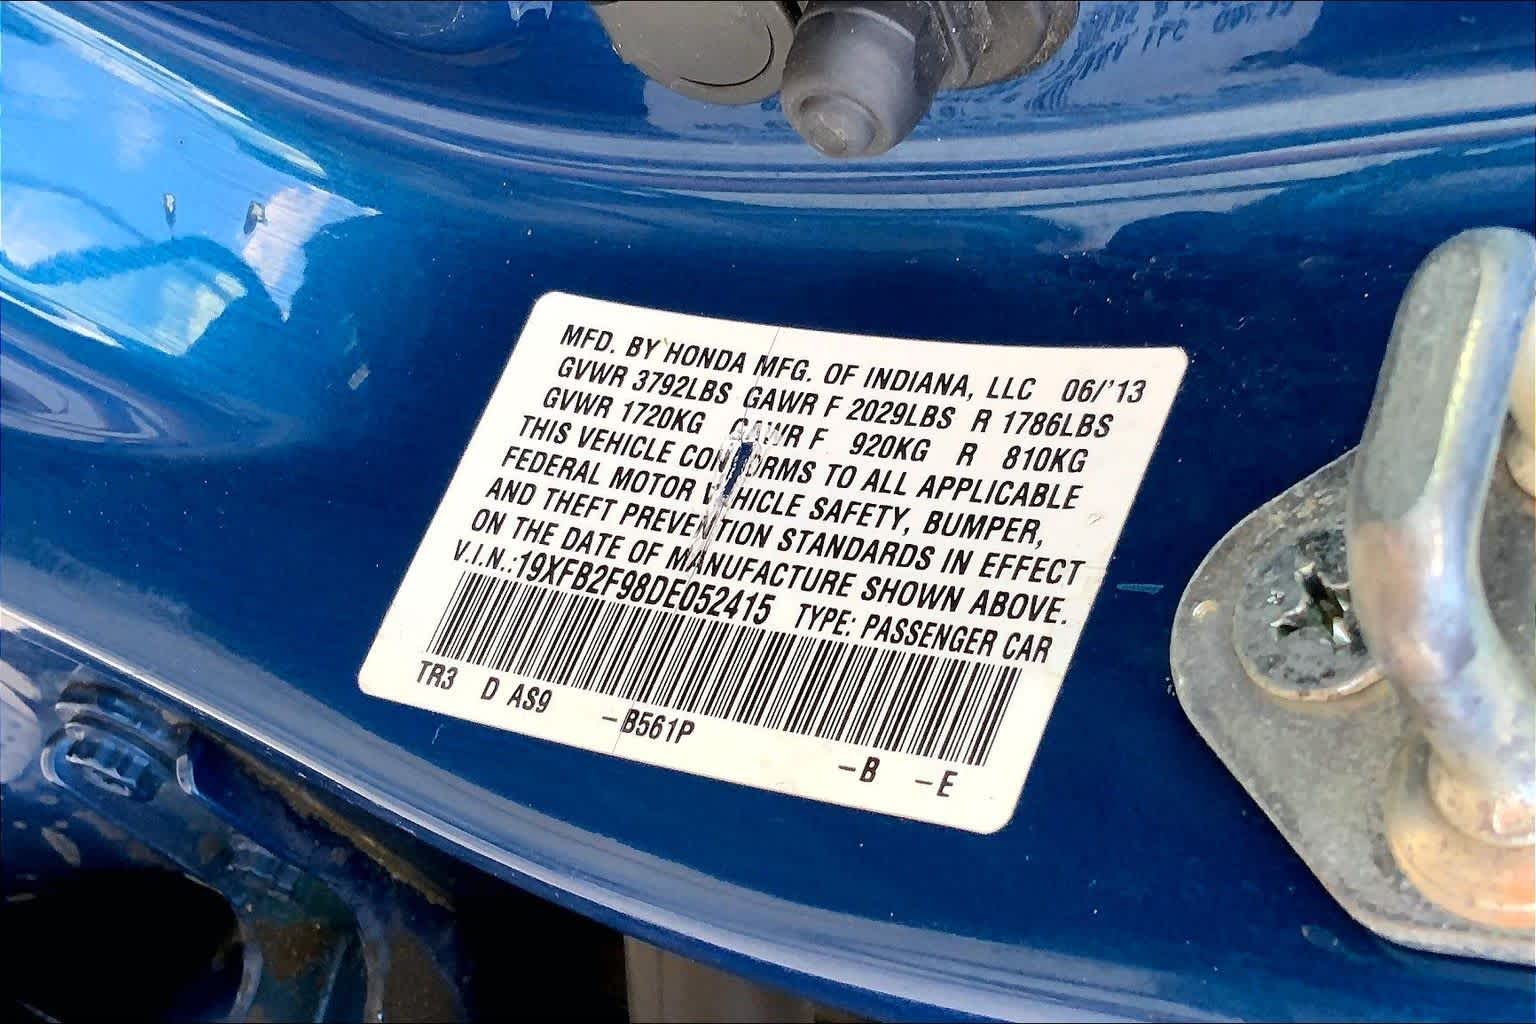 MFD. BY HONDA MFG. OF INDIANA, LLC 06/'13
GVWR 3792LBS GAWR F 2029LBS R 1786LBS
GVWR 1720KG GAWR F 920KG R 810KG
THIS VEHICLE CONFORMS TO ALL APPLICABLE
FEDERAL MOTOR VEHICLE SAFETY, BUMPER,
AND THEFT PREVENTION STANDARDS IN EFFECT
ON THE DATE OF MANUFACTURE SHOWN ABOVE.
V.I.N.:19XFB2F98DE052415 TYPE: PASSENGER CAR
TR3 D AS9 -B561P -B -E